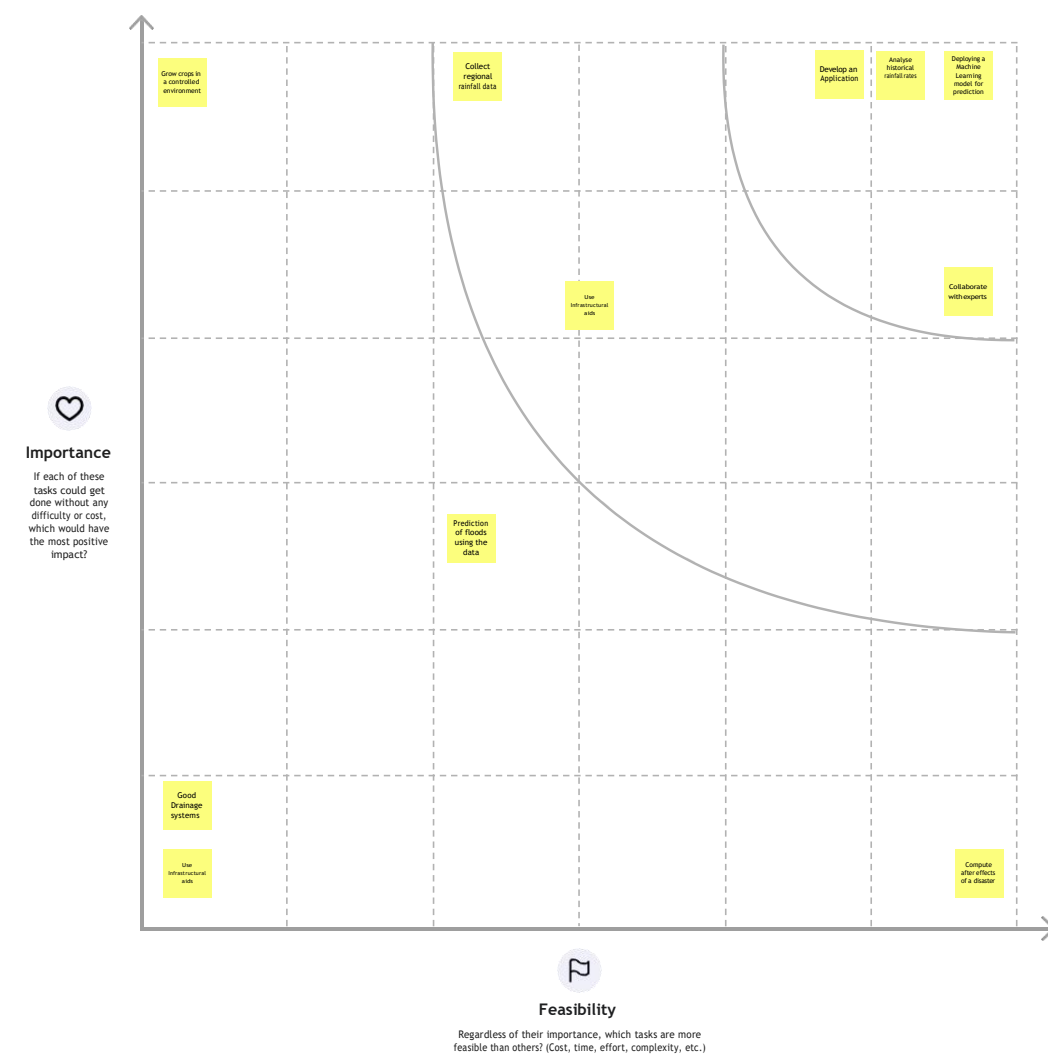 Grow crops in
a controlled
environment
Collect
regional
rainfall data
Develop an
Application
Analyse
historical
rainfall rates
Deploying a
Machine
Learning
model for
prediction
Use
Infrastructural
aids
Collaborate
with experts
Importance
If each of these
tasks could get
done without any
difficulty or cost,
which would have
the most positive
impact?
Prediction
of floods
using the
data
Good
Drainage
systems
Use
Infrastructural
aids
Compute
after effects
of a disaster
Feasibility
Regardless of their importance, which tasks are more
feasible than others? (Cost, time, effort, complexity, etc.)